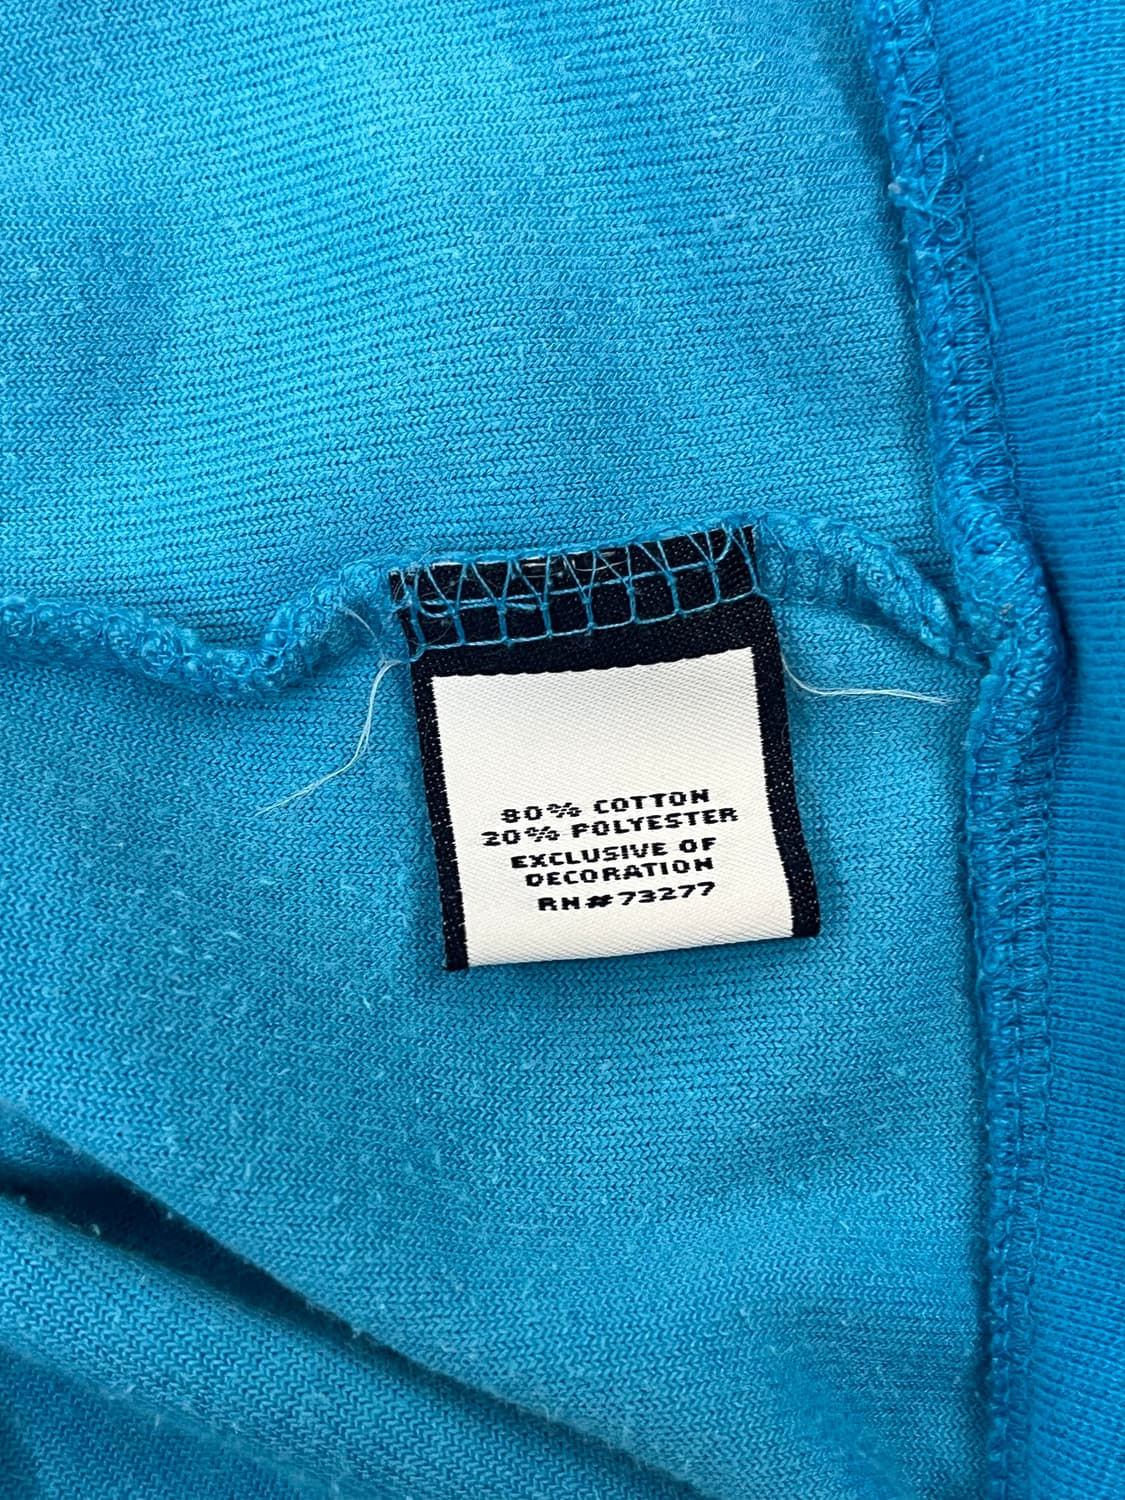 80% COTTON
20% POLYESTER
EXCLUSIVE OF
DECORATION
RN#73277